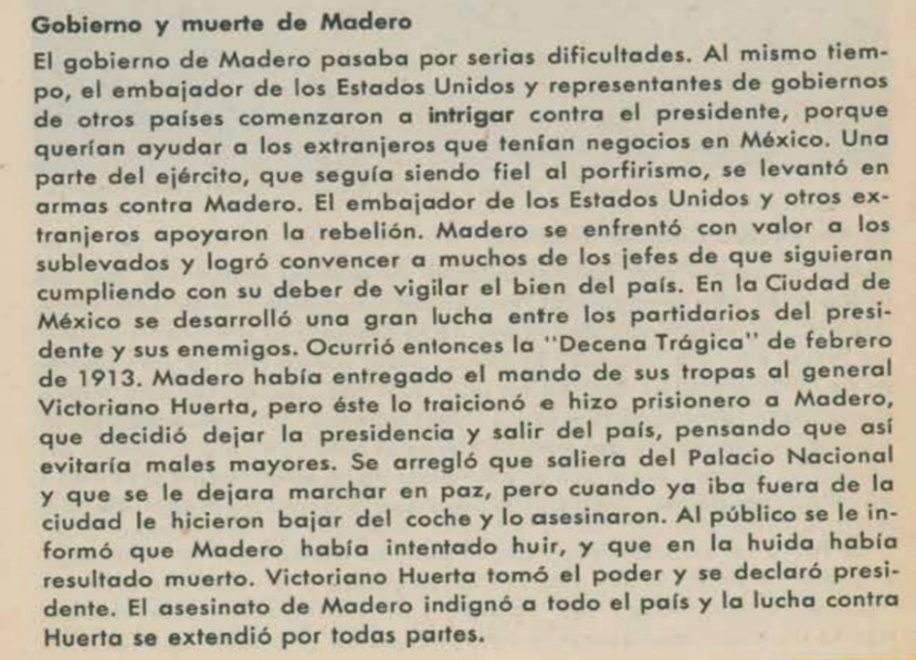 Gobierno y muerte de Madero
El gobierno de Madero pasaba por serias dificultades. Al mismo tiem-
po, el embajador de los Estados Unidos y representantes de gobiernos
de otros países comenzaron a intrigar contra el presidente, porque
querían ayudar a los extranjeros que tenían negocios en México. Una
parte del ejército, que seguía siendo fiel al porfirismo, se levantó en
armas contra Madero. El embajador de los Estados Unidos y otros ex-
tranjeros apoyaron la rebelión. Madero se enfrentó con valor a los
sublevados y logró convencer a muchos de los jefes de que siguieran
cumpliendo con su deber de vigilar el bien del país. En la Ciudad de
México se desarrolló una gran lucha entre los partidarios del presi-
dente y sus enemigos. Ocurrió entonces la "Decena Trágica" de febrero
de 1913. Madero había entregado el mando de sus tropas al general
Victoriano Huerta, pero éste lo traicionó e hizo prisionero a Madero,
que decidió dejar la presidencia y salir del país, pensando que así
evitaría males mayores. Se arregló que saliera del Palacio Nacional
y que se le dejara marchar en paz, pero cuando ya iba fuera de la
ciudad le hicieron bajar del coche y lo asesinaron. Al público se le in-
formó que Madero había intentado huir, y que en la huida había
resultado muerto. Victoriano Huerta tomó el poder y se declaró presi-
dente. El asesinato de Madero indignó a todo el país y la lucha contra
Huerta se extendió por todas partes.